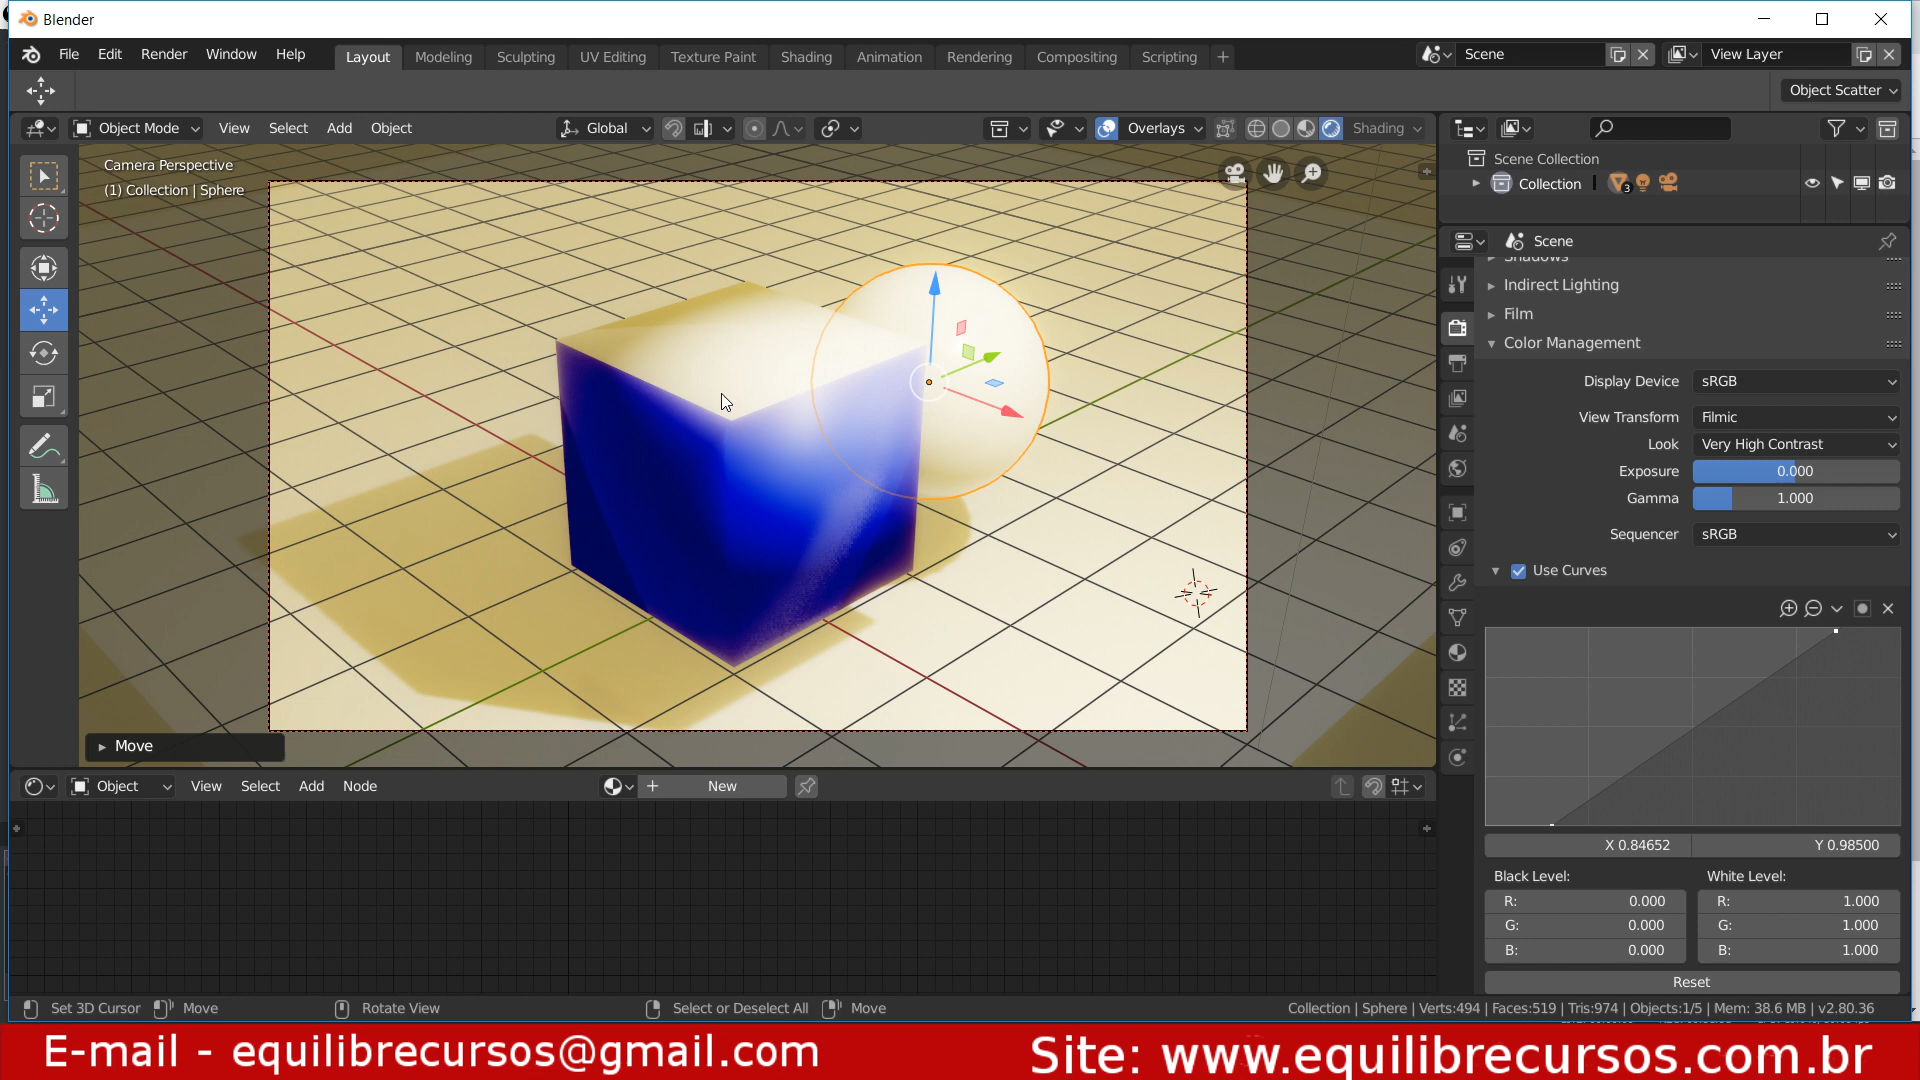 Blender
File Edit Render Window Help Layout Modeling Sculpting UV Editing Texture Paint Shading Animation Rendering Compositing Scripting + Scene View Layer
Object Scatter
Object Mode View Select Add Object Global Overlays Shading
Camera Perspective
(1) Collection | Sphere
Scene Collection
Collection 3
Scene
Shadows
Indirect Lighting
Film
Color Management
Display Device sRGB
View Transform Filmic
Look Very High Contrast
Exposure 0.000
Gamma 1.000
Sequencer sRGB
Use Curves
X 0.84652 Y 0.98500
Black Level: White Level:
R: 0.000 R: 1.000
G: 0.000 G: 1.000
B: 0.000 B: 1.000
Reset
Move
Object View Select Add Node + New
Set 3D Cursor Move Rotate View Select or Deselect All Move Collection | Sphere | Verts:494 | Faces:519 | Tris:974 | Objects:1/5 | Mem: 38.6 MB | v2.80.36
E-mail - equilibrecursos@gmail.com Site: www.equilibrecursos.com.br